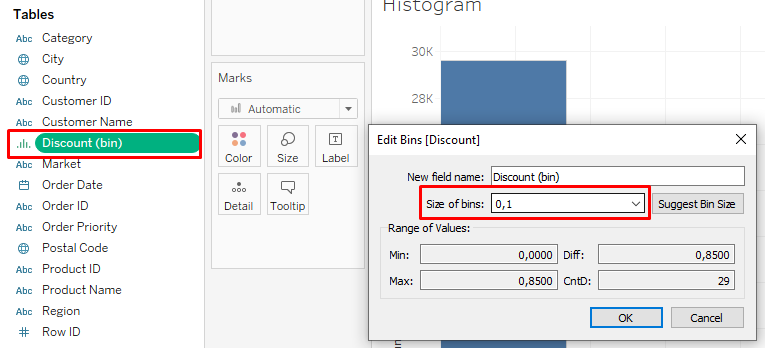 Tables
Abc Category
City
Country
Abc Customer ID
Abc Customer Name
Discount (bin)
Abc Market
Order Date
Abc Order ID
Abc Order Priority
Postal Code
Abc Product ID
Abc Product Name
Abc Region
# Row ID
Marks
Automatic
Color Size T Label
Detail Tooltip
Histogram
30K
28K
Edit Bins [Discount]
New field name: Discount (bin)
Size of bins: 0,1 Suggest Bin Size
Range of Values:
Min: 0,0000 Diff: 0,8500
Max: 0,8500 CntD: 29
OK Cancel